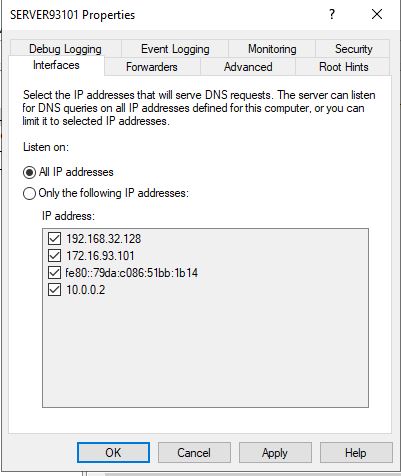 SERVER93101 Properties
?
Debug Logging Event Logging Monitoring Security
Interfaces Forwarders Advanced Root Hints
Select the IP addresses that will serve DNS requests. The server can listen
for DNS queries on all IP addresses defined for this computer, or you can
limit it to selected IP addresses.
Listen on:
All IP addresses
Only the following IP addresses:
IP address:
192.168.32.128
172.16.93.101
fe80::79da:c086:51bb:1b14
10.0.0.2
OK Cancel Apply Help